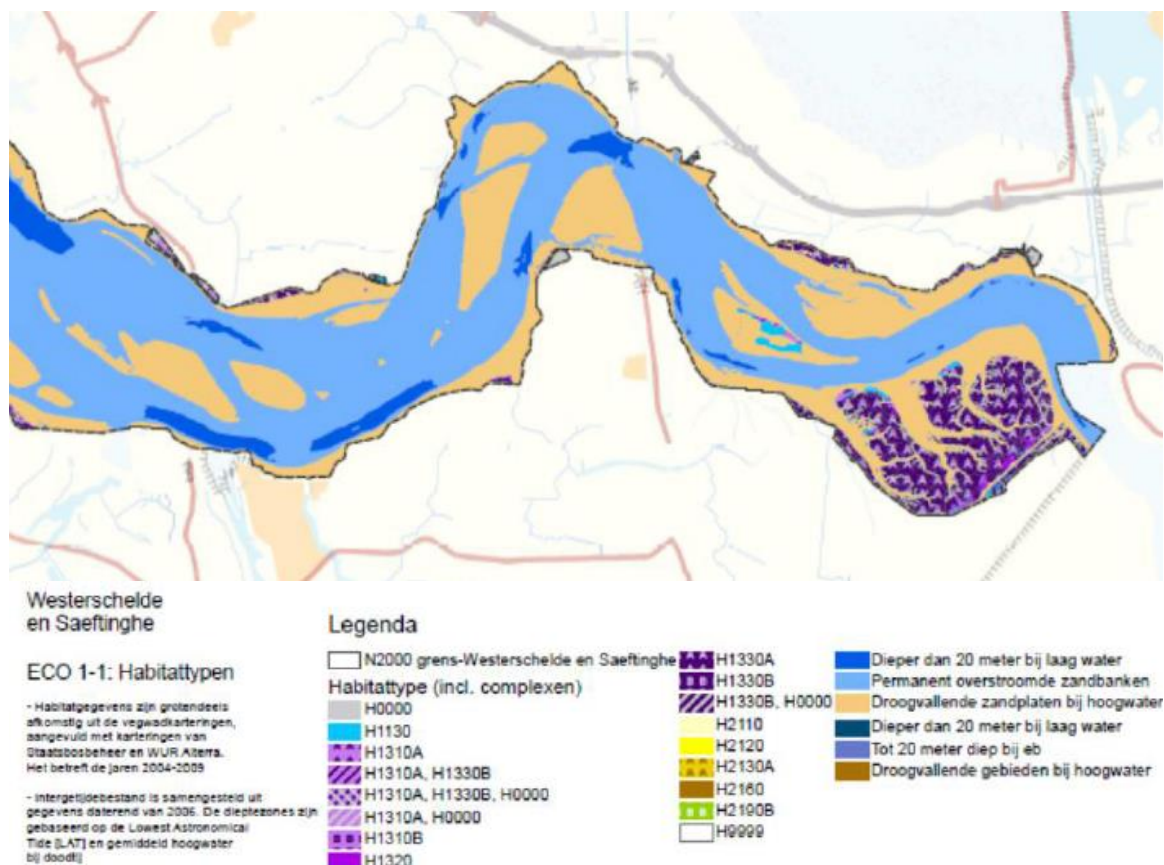 Westerschelde
en Saeftinghe
ECO 1-1: Habitattypen
- Habitatgegevens zijn grotendeels
afkomstig uit de vegwadkarteringen,
aangevuld met karteringen van
Staatsbosbeheer en WUR Alterra.
Het betreft de jaren 2004-2009
- Intergetijdebestand is samengesteld uit
gegevens daterend van 2006. De dieptezones zijn
gebaseerd op de Lowest Astronomical
Tide [LAT] en gemiddeld hoogwater
bij doodtij
Legenda
N2000 grens-Westerschelde en Saeftinghe
Habitattype (incl. complexen)
H0000
H1130
H1310A
H1310A, H1330B
H1310A, H1330B, H0000
H1310A, H0000
H1310B
H1320
H1330A
H1330B
H1330B, H0000
H2110
H2120
H2130A
H2160
H2190B
H9999
Dieper dan 20 meter bij laag water
Permanent overstroomde zandbanken
Droogvallende zandplaten bij hoogwater
Dieper dan 20 meter bij laag water
Tot 20 meter diep bij eb
Droogvallende gebieden bij hoogwater